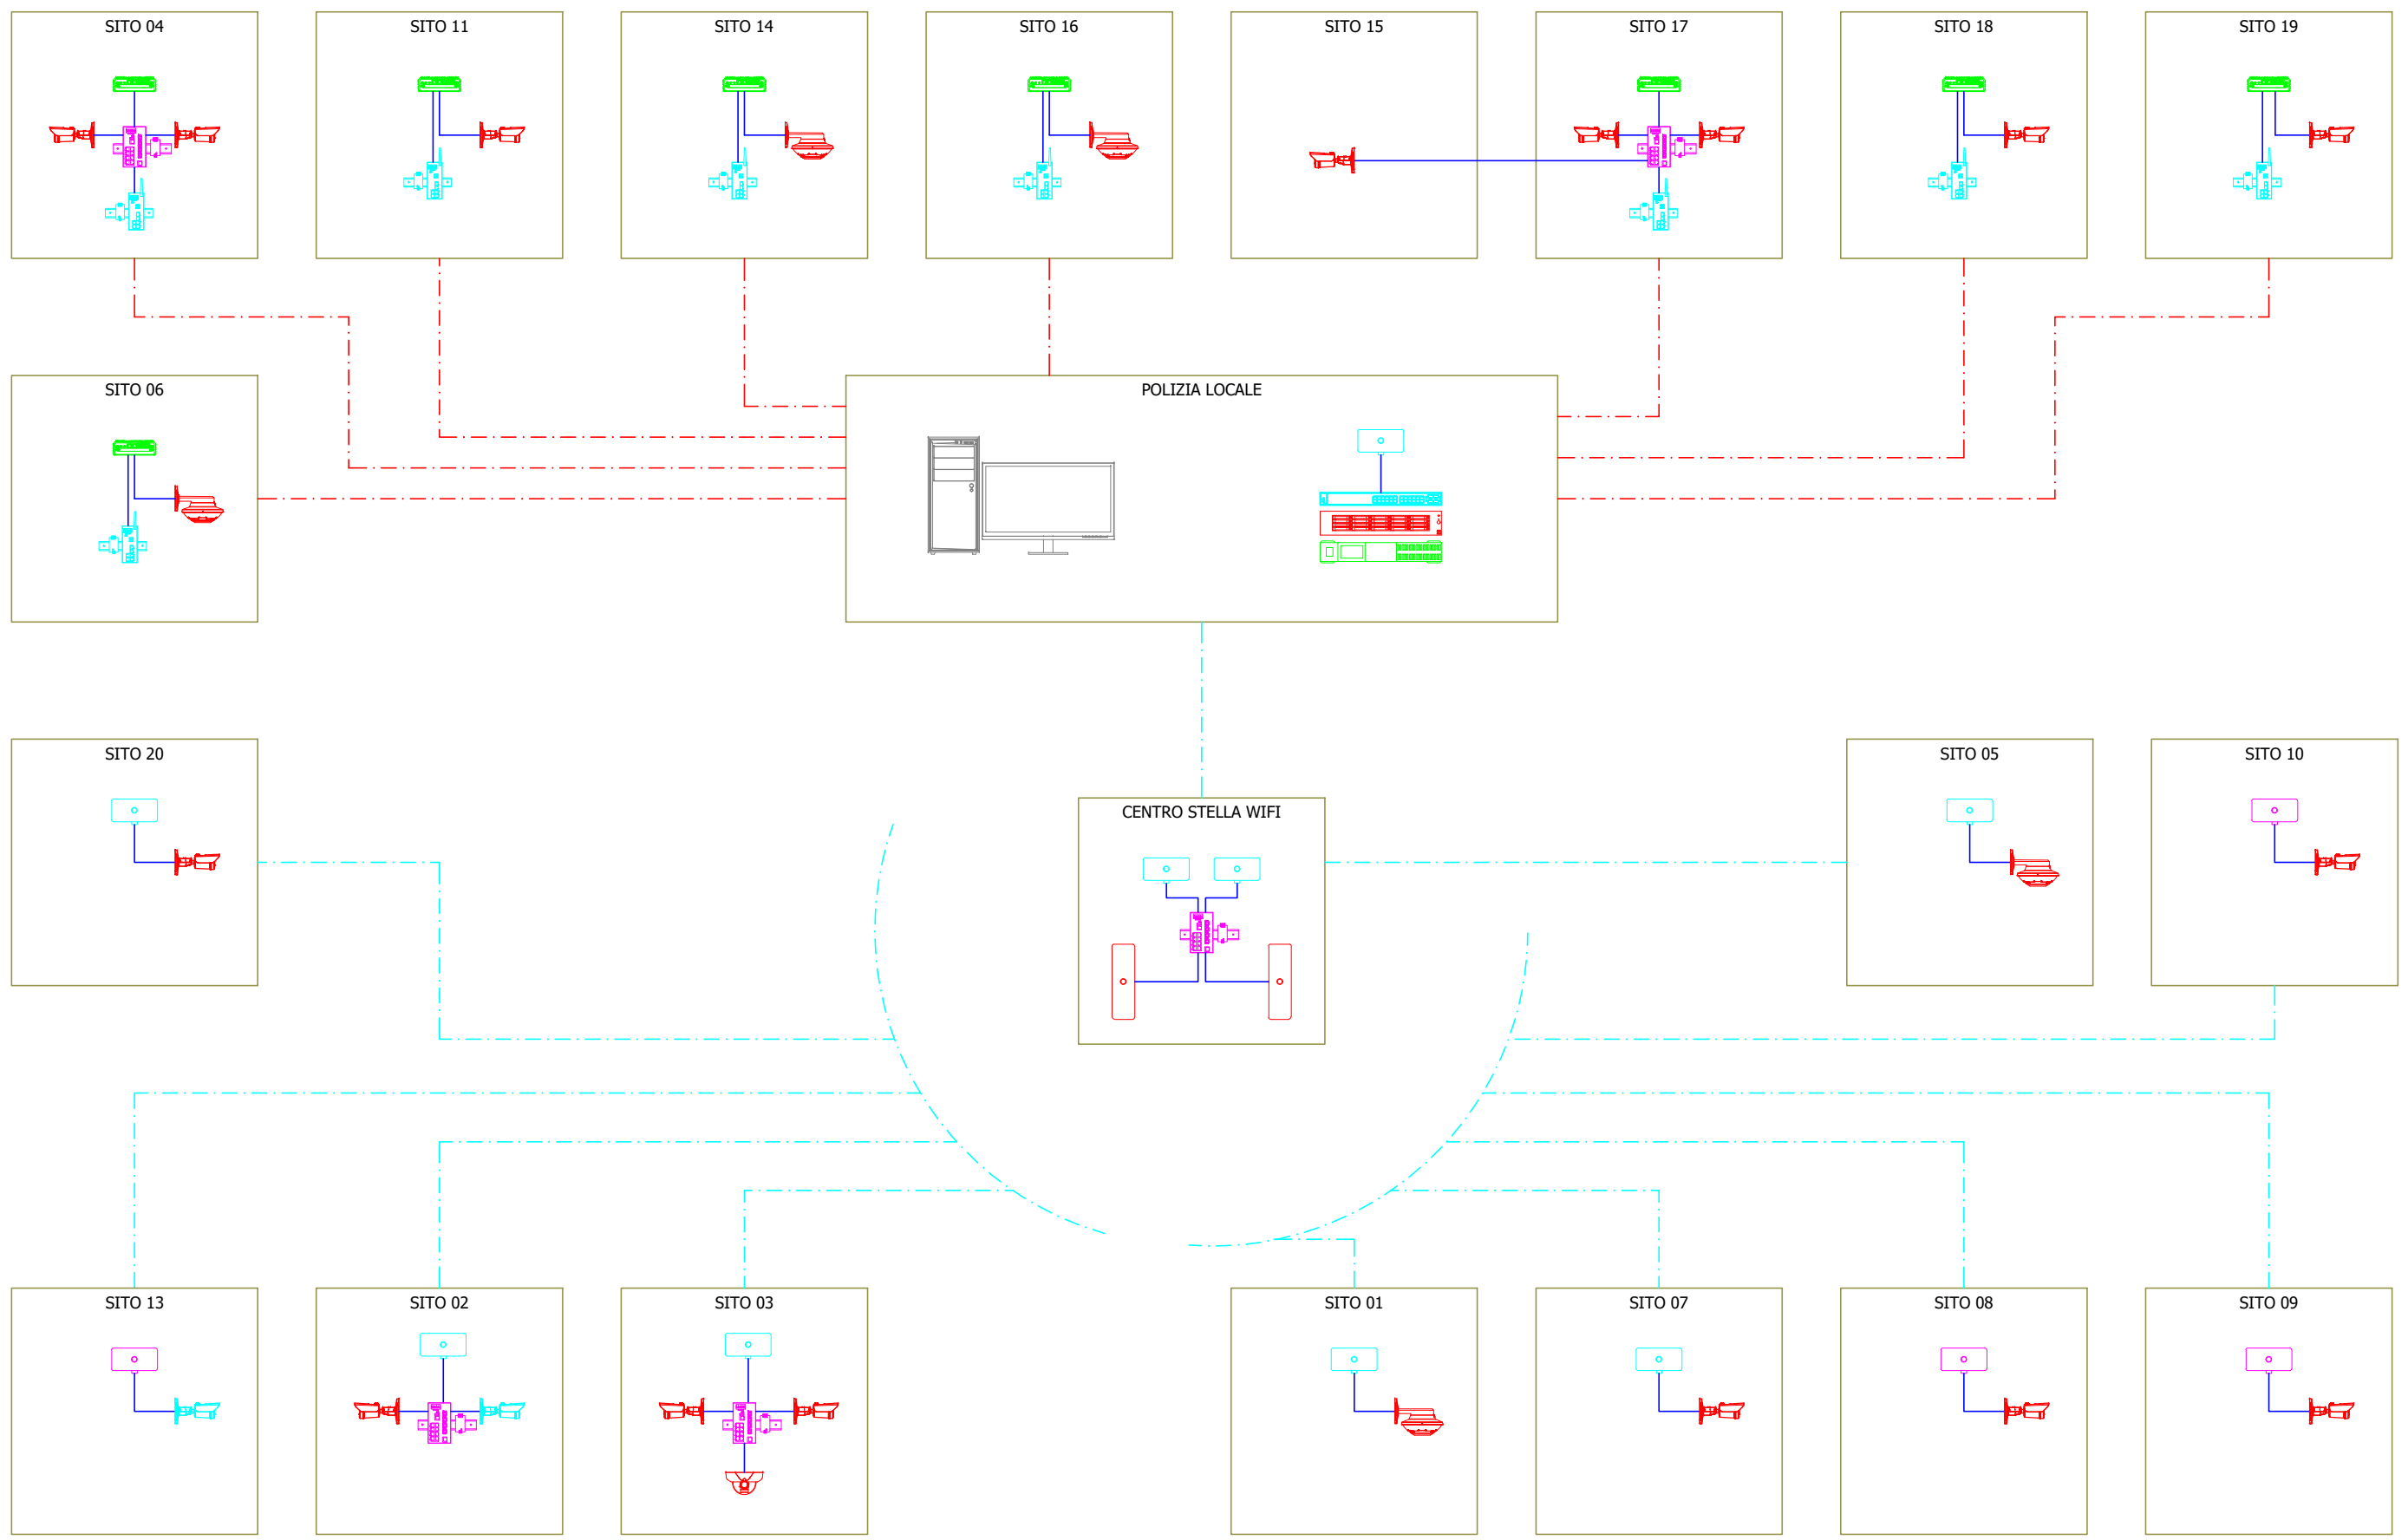 SITO 04
SITO 11
SITO 14
SITO 16
SITO 15
SITO 17
SITO 18
SITO 19
SITO 06
POLIZIA LOCALE
SITO 20
CENTRO STELLA WIFI
SITO 05
SITO 10
SITO 13
SITO 02
SITO 03
SITO 01
SITO 07
SITO 08
SITO 09